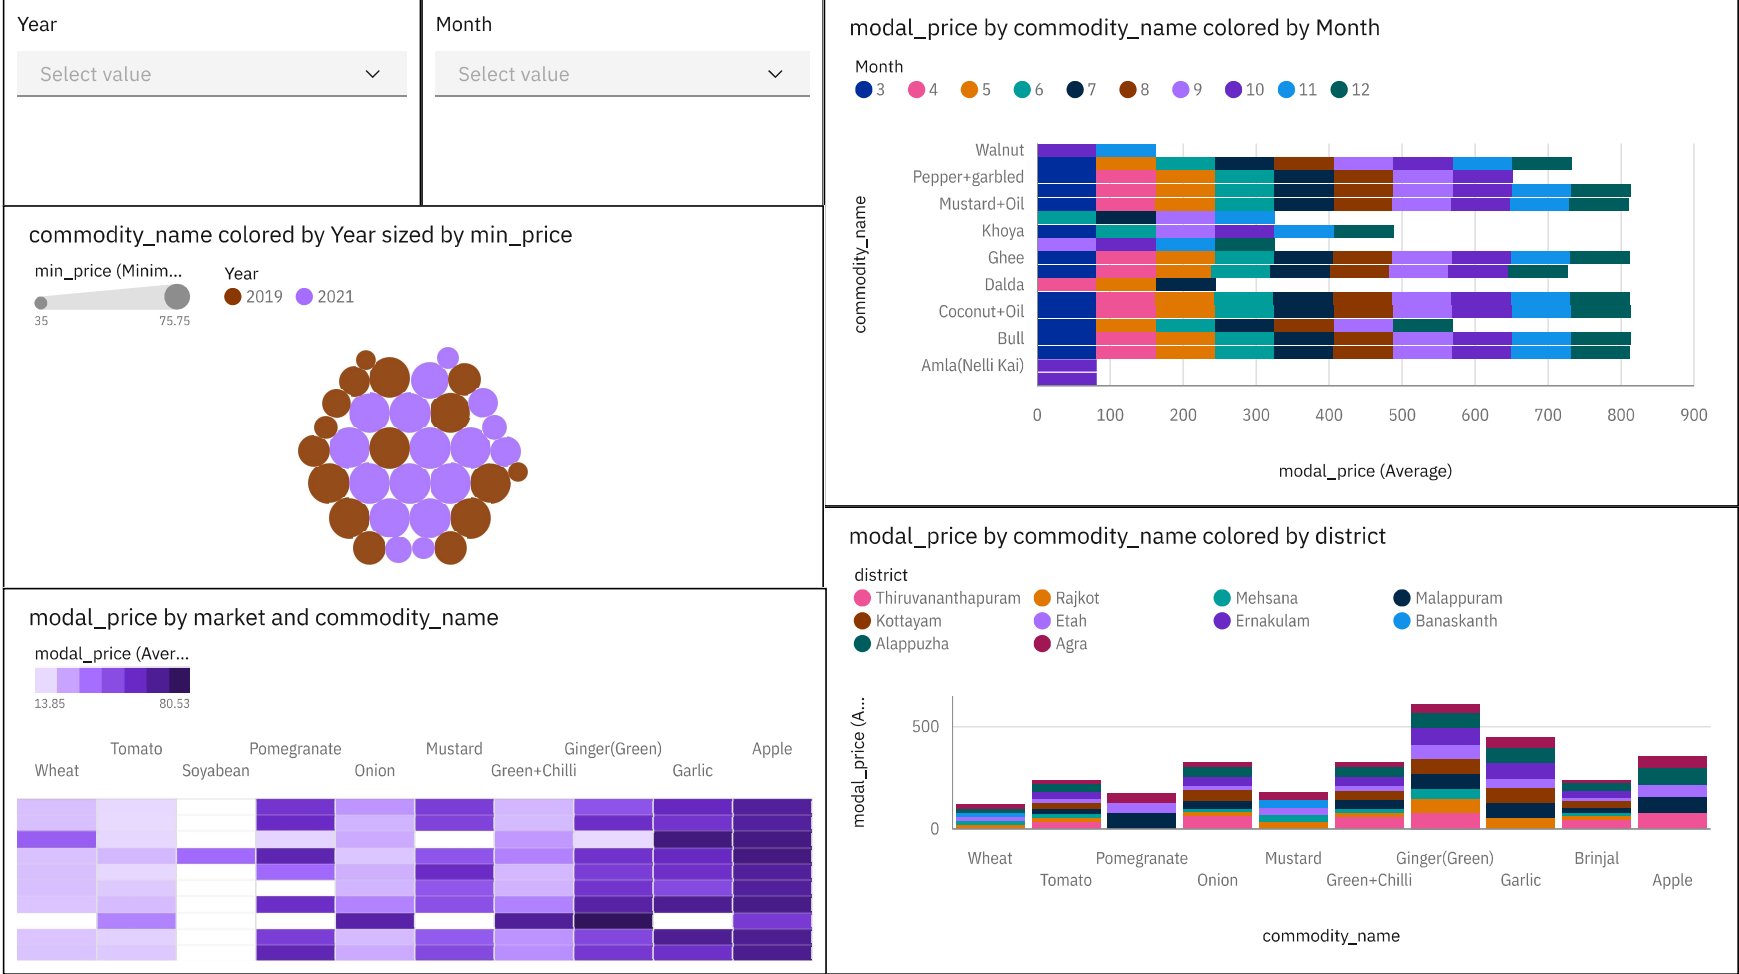 Year
Select value
Month
Select value
commodity_name colored by Year sized by min_price
min_price (Minim...
35
75.75
Year
2019
2021
modal_price by market and commodity_name
modal_price (Aver...
13.85
80.53
Tomato
Pomegranate
Mustard
Ginger(Green)
Apple
Wheat
Soyabean
Onion
Green+Chilli
Garlic
modal_price by commodity_name colored by Month
Month
3 4 5 6 7 8 9 10 11 12
commodity_name
Walnut
Pepper+garbled
Mustard+Oil
Khoya
Ghee
Dalda
Coconut+Oil
Bull
Amla(Nelli Kai)
0 100 200 300 400 500 600 700 800 900
modal_price (Average)
modal_price by commodity_name colored by district
district
Thiruvananthapuram Rajkot Mehsana Malappuram
Kottayam Etah Ernakulam Banaskanth
Alappuzha Agra
modal_price (A...
500
0
Wheat Pomegranate Mustard Ginger(Green) Brinjal
Tomato Onion Green+Chilli Garlic Apple
commodity_name